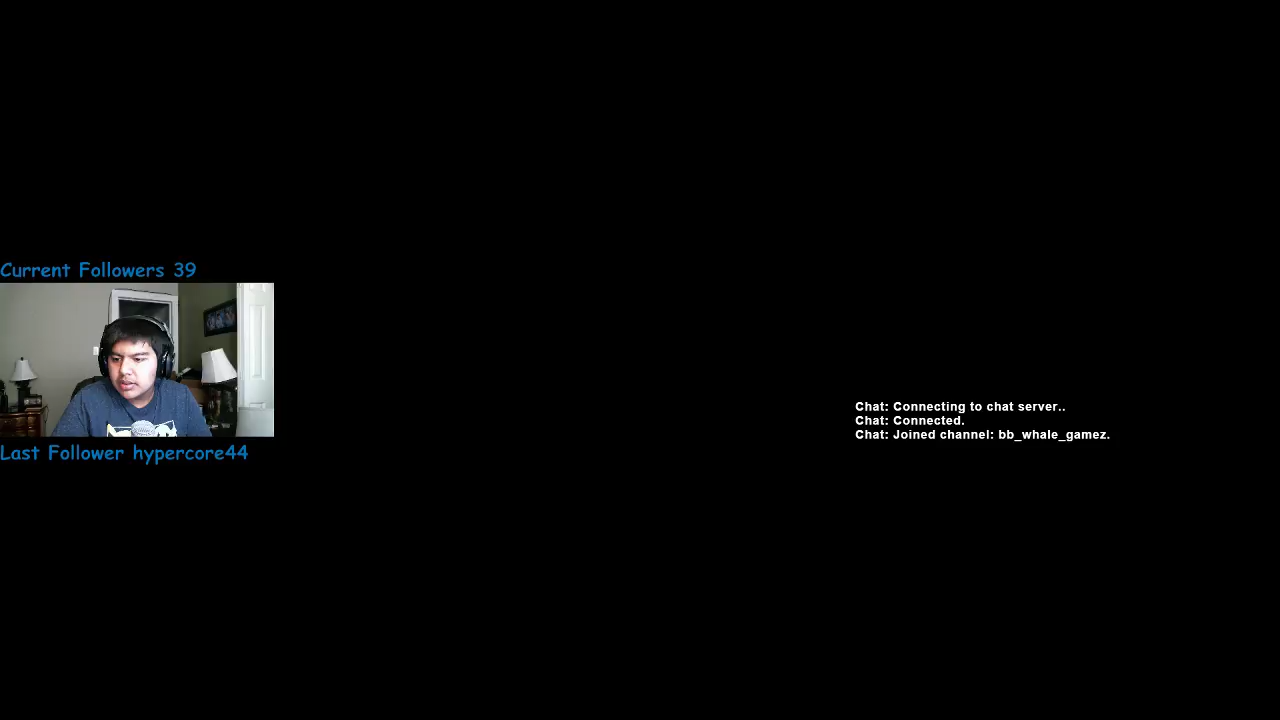 Current Followers 39
Last Follower hypercore44
Chat: Connecting to chat server..
Chat: Connected.
Chat: Joined channel: bb_whale_gamez.